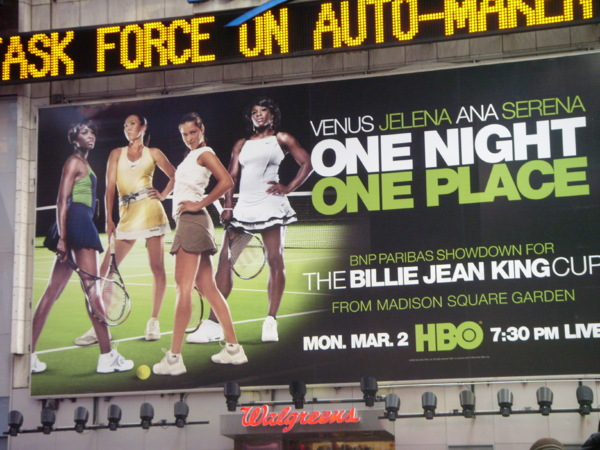 TASK FORCE ON AUTO-MAKER
VENUS JELENA ANA SERENA
ONE NIGHT
ONE PLACE
BNP PARIBAS SHOWDOWN FOR
THE BILLIE JEAN KING CUP
FROM MADISON SQUARE GARDEN
MON. MAR. 2 HBO 7:30 PM LIVE
Walgreens